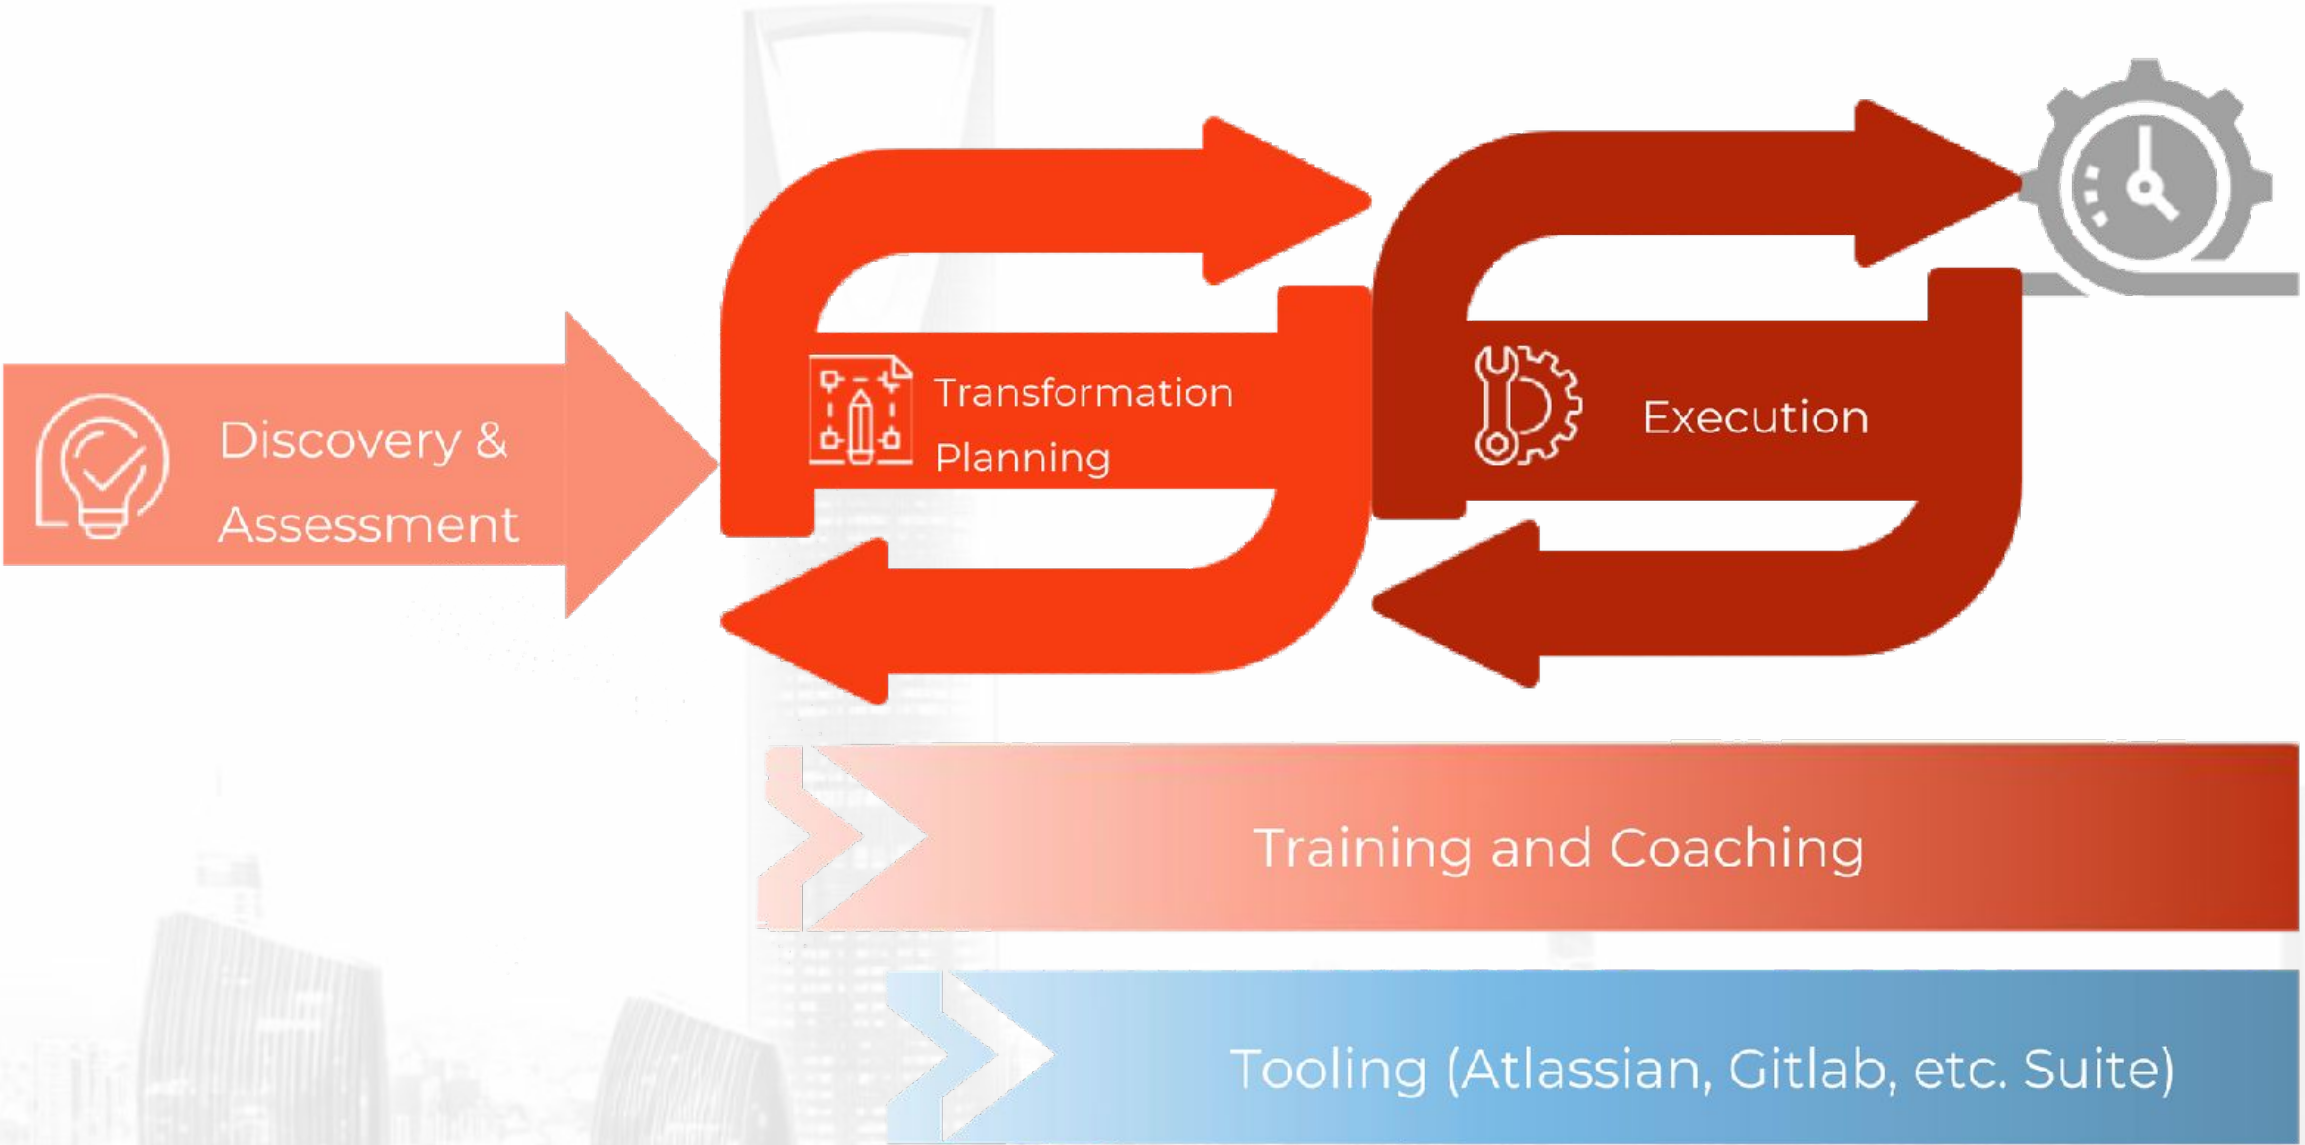 Discovery &
Assessment
Transformation
Planning
Execution
Training and Coaching
Tooling (Atlassian, Gitlab, etc. Suite)